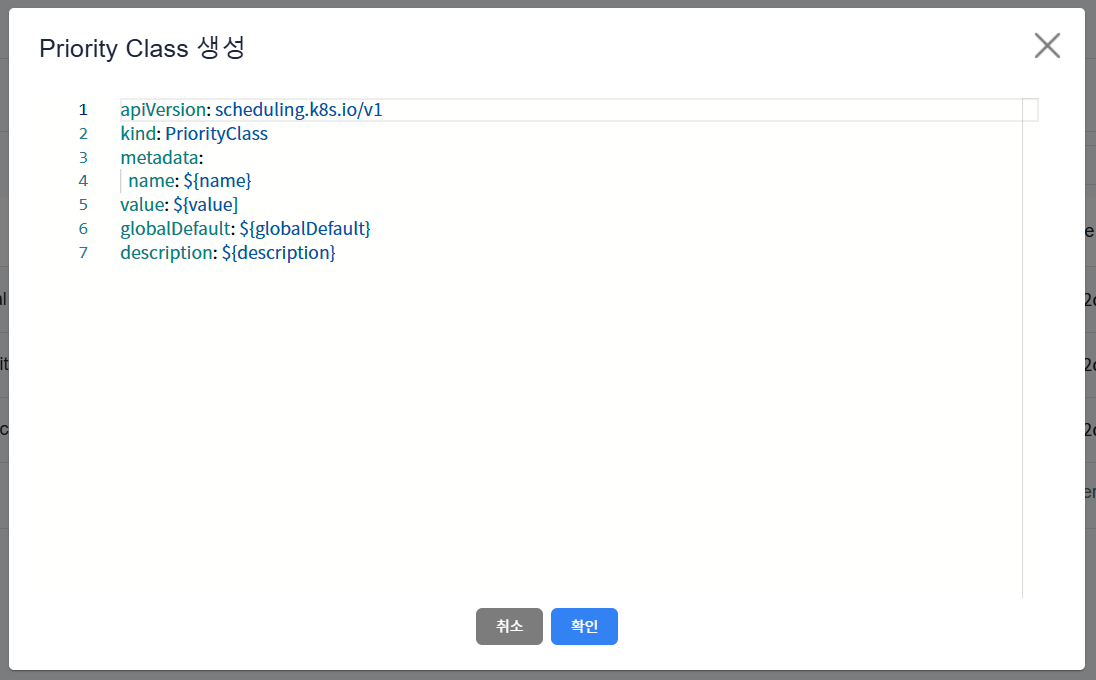 Priority Class 생성
1 apiVersion: scheduling.k8s.io/v1
2 kind: PriorityClass
3 metadata:
4 name: ${name}
5 value: ${value]
6 globalDefault: ${globalDefault}
7 description: ${description}
취소 확인